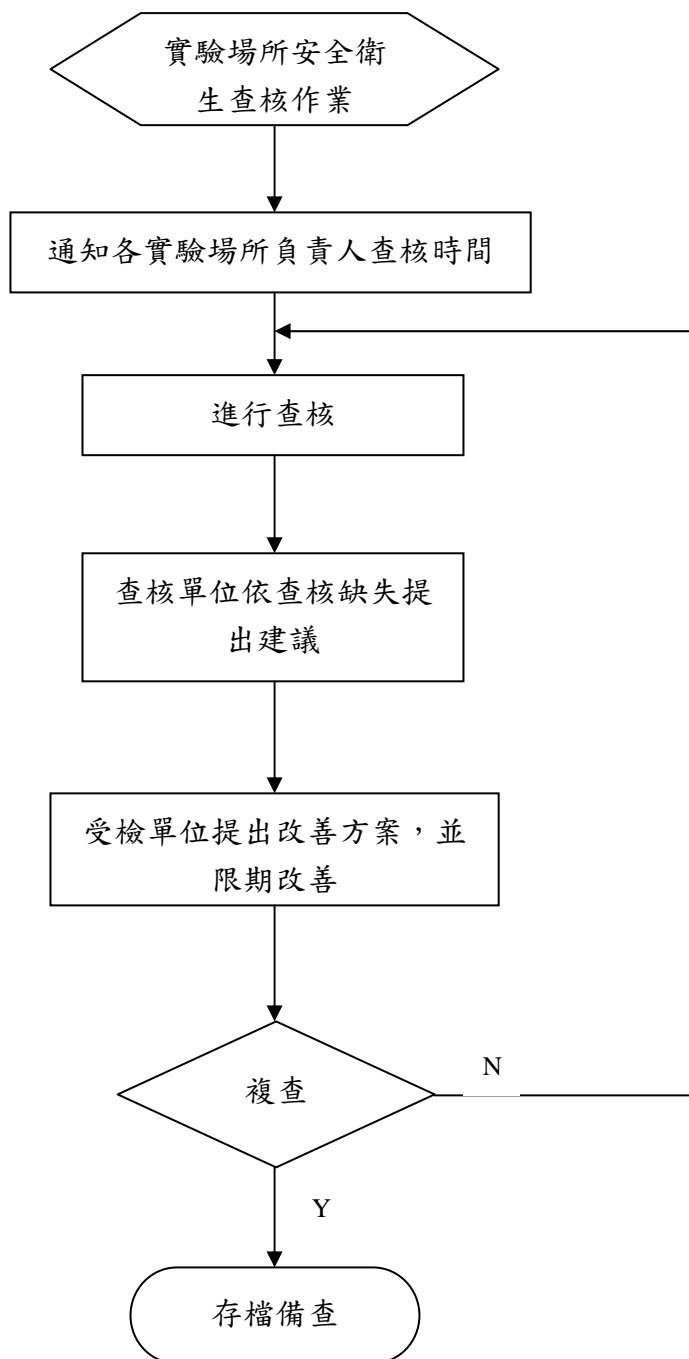 實驗場所安全衛
生查核作業
通知各實驗場所負責人查核時間
進行查核
查核單位依查核缺失提
出建議
受檢單位提出改善方案，並
限期改善
複查
N
Y
存檔備查